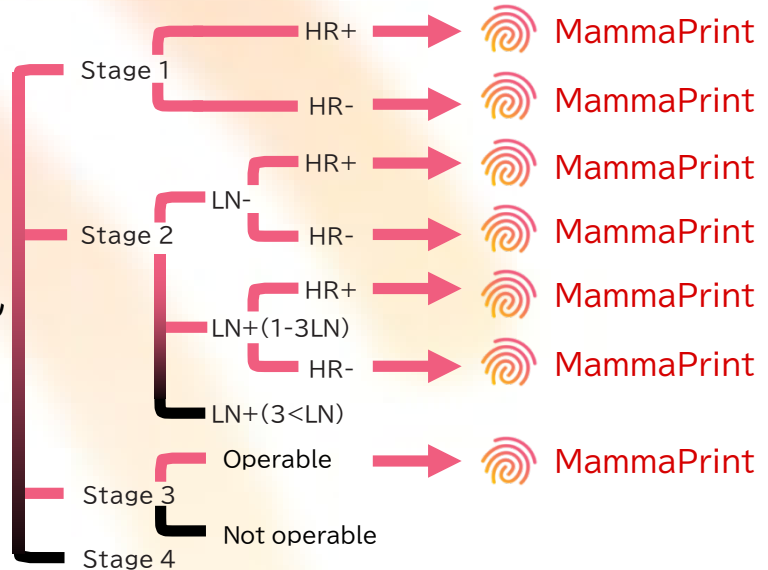 HR+ MammaPrint
Stage 1
HR- MammaPrint
HR+ MammaPrint
LN-
Stage 2 HR- MammaPrint
HR+ MammaPrint
LN+(1-3LN)
HR- MammaPrint
LN+(3<LN)
Operable MammaPrint
Stage 3
Not operable
Stage 4